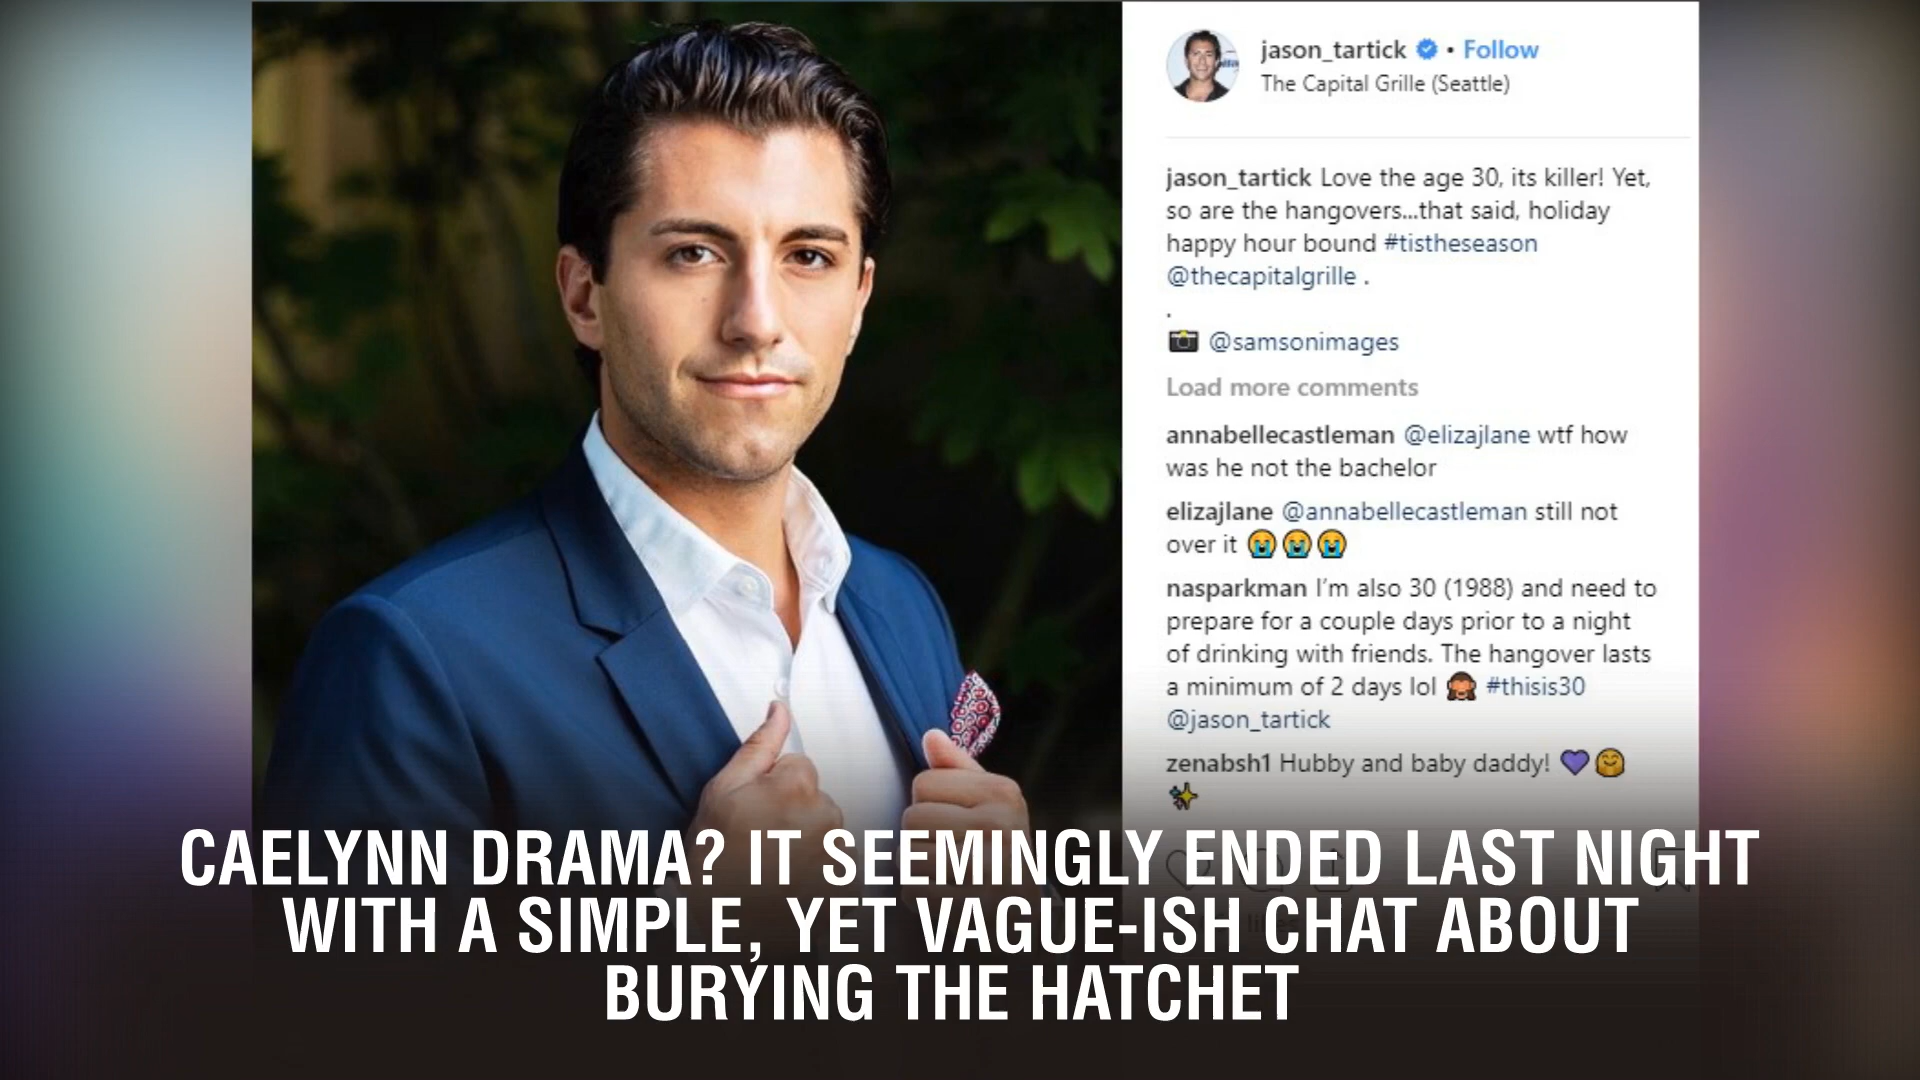 jason_tartick • Follow
The Capital Grille (Seattle)
jason_tartick Love the age 30, its killer! Yet,
so are the hangovers...that said, holiday
happy hour bound #tistheseason
@thecapitalgrille .
.
@samsonimages
Load more comments
annabellecastleman @elizajlane wtf how
was he not the bachelor
elizajlane @annabellecastleman still not
over it 😭😭😭
nasparkman I'm also 30 (1988) and need to
prepare for a couple days prior to a night
of drinking with friends. The hangover lasts
a minimum of 2 days lol 🙈 #thisis30
@jason_tartick
zenabsh1 Hubby and baby daddy! 💜🤗
✨
CAELYNN DRAMA? IT SEEMINGLY ENDED LAST NIGHT
WITH A SIMPLE, YET VAGUE-ISH CHAT ABOUT
BURYING THE HATCHET